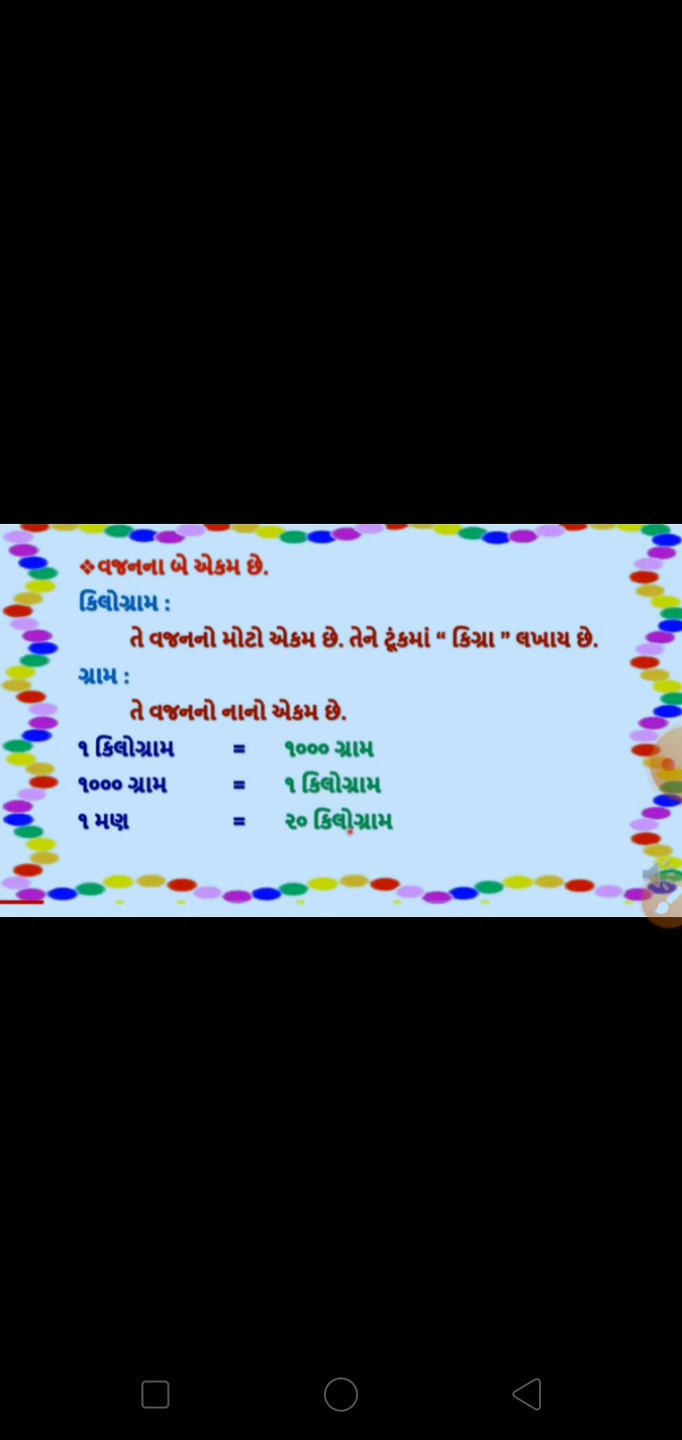 ❖વજનના બે એકમ છે.
કિલોગ્રામ :
તે વજનનો મોટો એકમ છે. તેને ટૂંકમાં “ કિગ્રા ” લખાય છે.
ગ્રામ :
તે વજનનો નાનો એકમ છે.
૧ કિલોગ્રામ = ૧૦૦૦ ગ્રામ
૧૦૦૦ ગ્રામ = ૧ કિલોગ્રામ
૧ મણ = ૨૦ કિલોગ્રામ